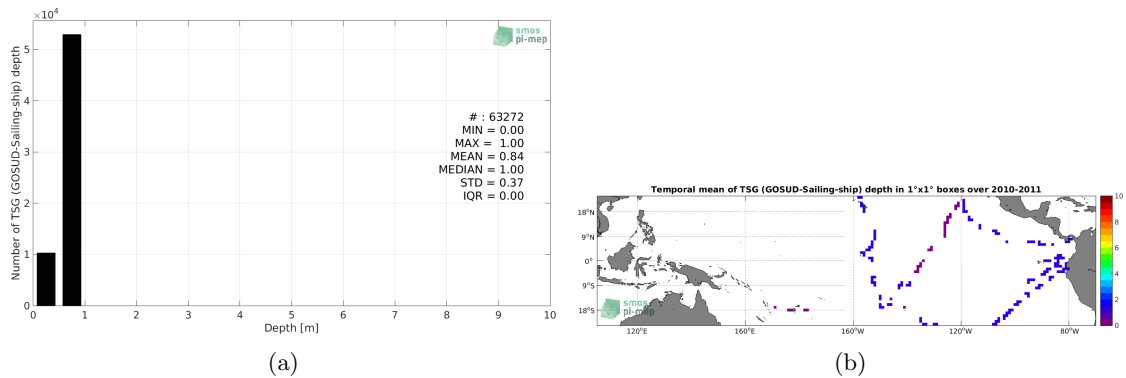 ×10⁴
5
4
3
2
1
0
Number of TSG (GOSUD-Sailing-ship) depth
smos
pi-mep
# : 63272
MIN = 0.00
MAX = 1.00
MEAN = 0.84
MEDIAN = 1.00
STD = 0.37
IQR = 0.00
0 1 2 3 4 5 6 7 8 9 10
Depth [m]
(a)
Temporal mean of TSG (GOSUD-Sailing-ship) depth in 1°x1° boxes over 2010-2011
18°N
9°N
0°
9°S
18°S
smos
pi-mep
120°E 160°E 160°W 120°W 80°W
10
8
6
4
2
0
(b)